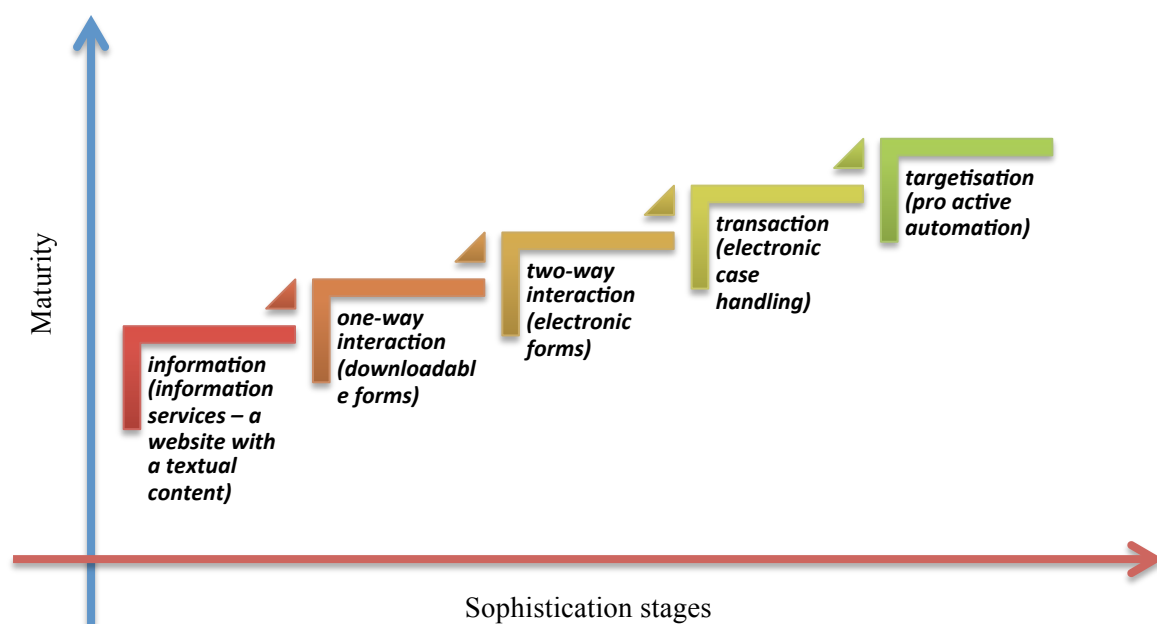 Maturity
information
(information
services – a
website with
a textual
content)
one-way
interaction
(downloadabl
e forms)
two-way
interaction
(electronic
forms)
transaction
(electronic
case
handling)
targetisation
(pro active
automation)
Sophistication stages